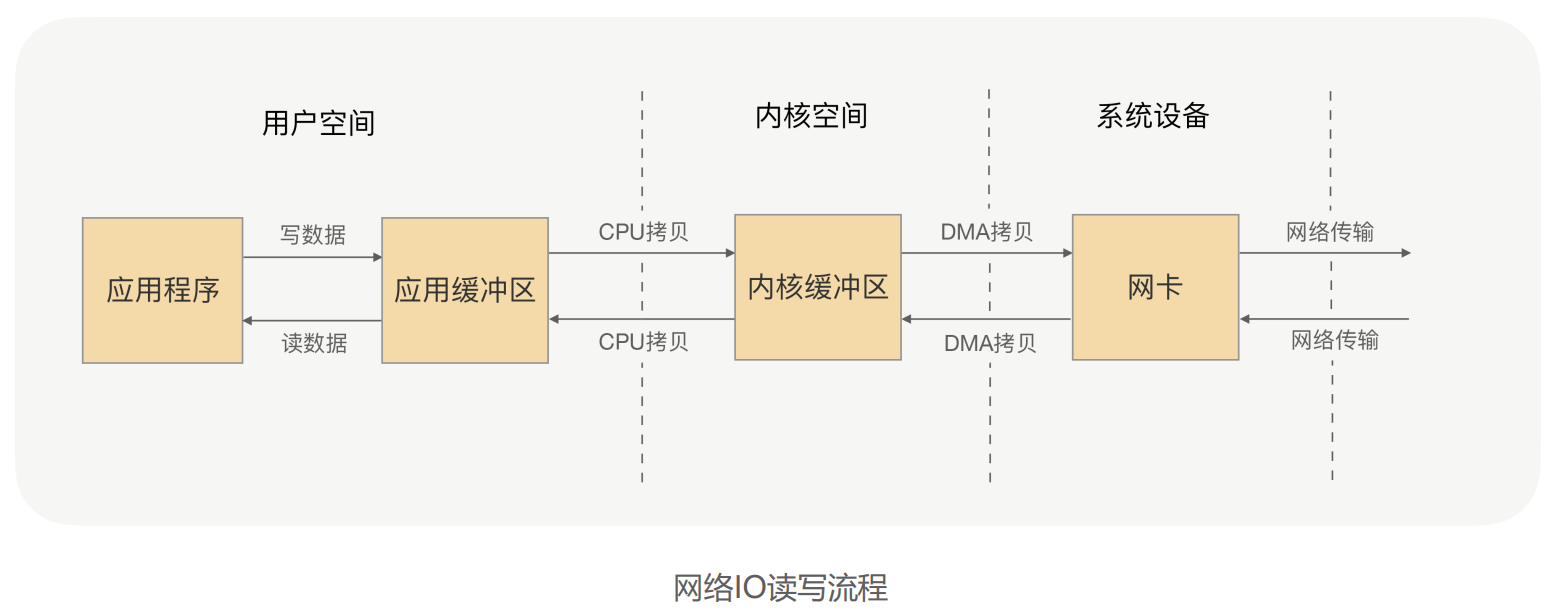 用户空间
内核空间
系统设备
写数据
CPU拷贝
DMA拷贝
网络传输
应用程序
应用缓冲区
内核缓冲区
网卡
读数据
CPU拷贝
DMA拷贝
网络传输
网络IO读写流程